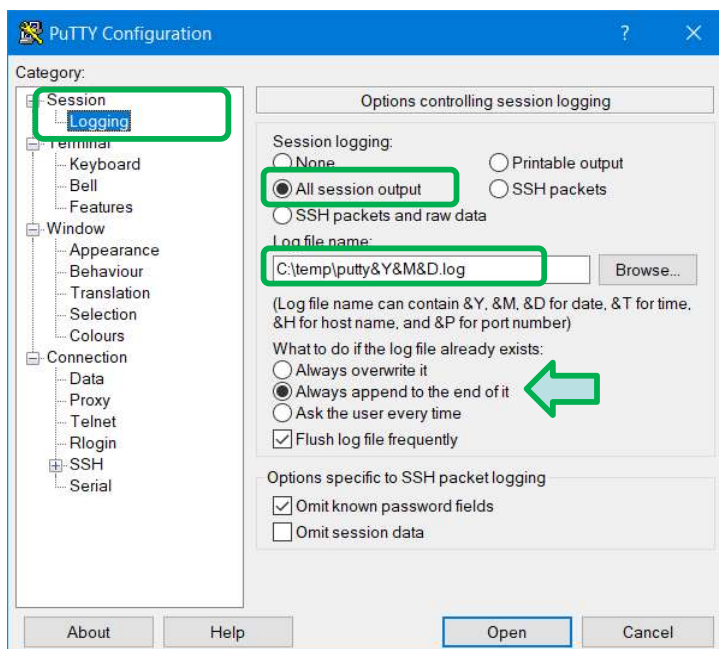 PuTTY Configuration
?
Category:
Session
Logging
Terminal
Keyboard
Bell
Features
Window
Appearance
Behaviour
Translation
Selection
Colours
Connection
Data
Proxy
Telnet
Rlogin
SSH
Serial
Options controlling session logging
Session logging:
None
Printable output
All session output
SSH packets
SSH packets and raw data
Log file name:
C:\temp\putty&Y&M&D.log
Browse...
(Log file name can contain &Y, &M, &D for date, &T for time,
&H for host name, and &P for port number)
What to do if the log file already exists:
Always overwrite it
Always append to the end of it
Ask the user every time
Flush log file frequently
Options specific to SSH packet logging
Omit known password fields
Omit session data
About
Help
Open
Cancel